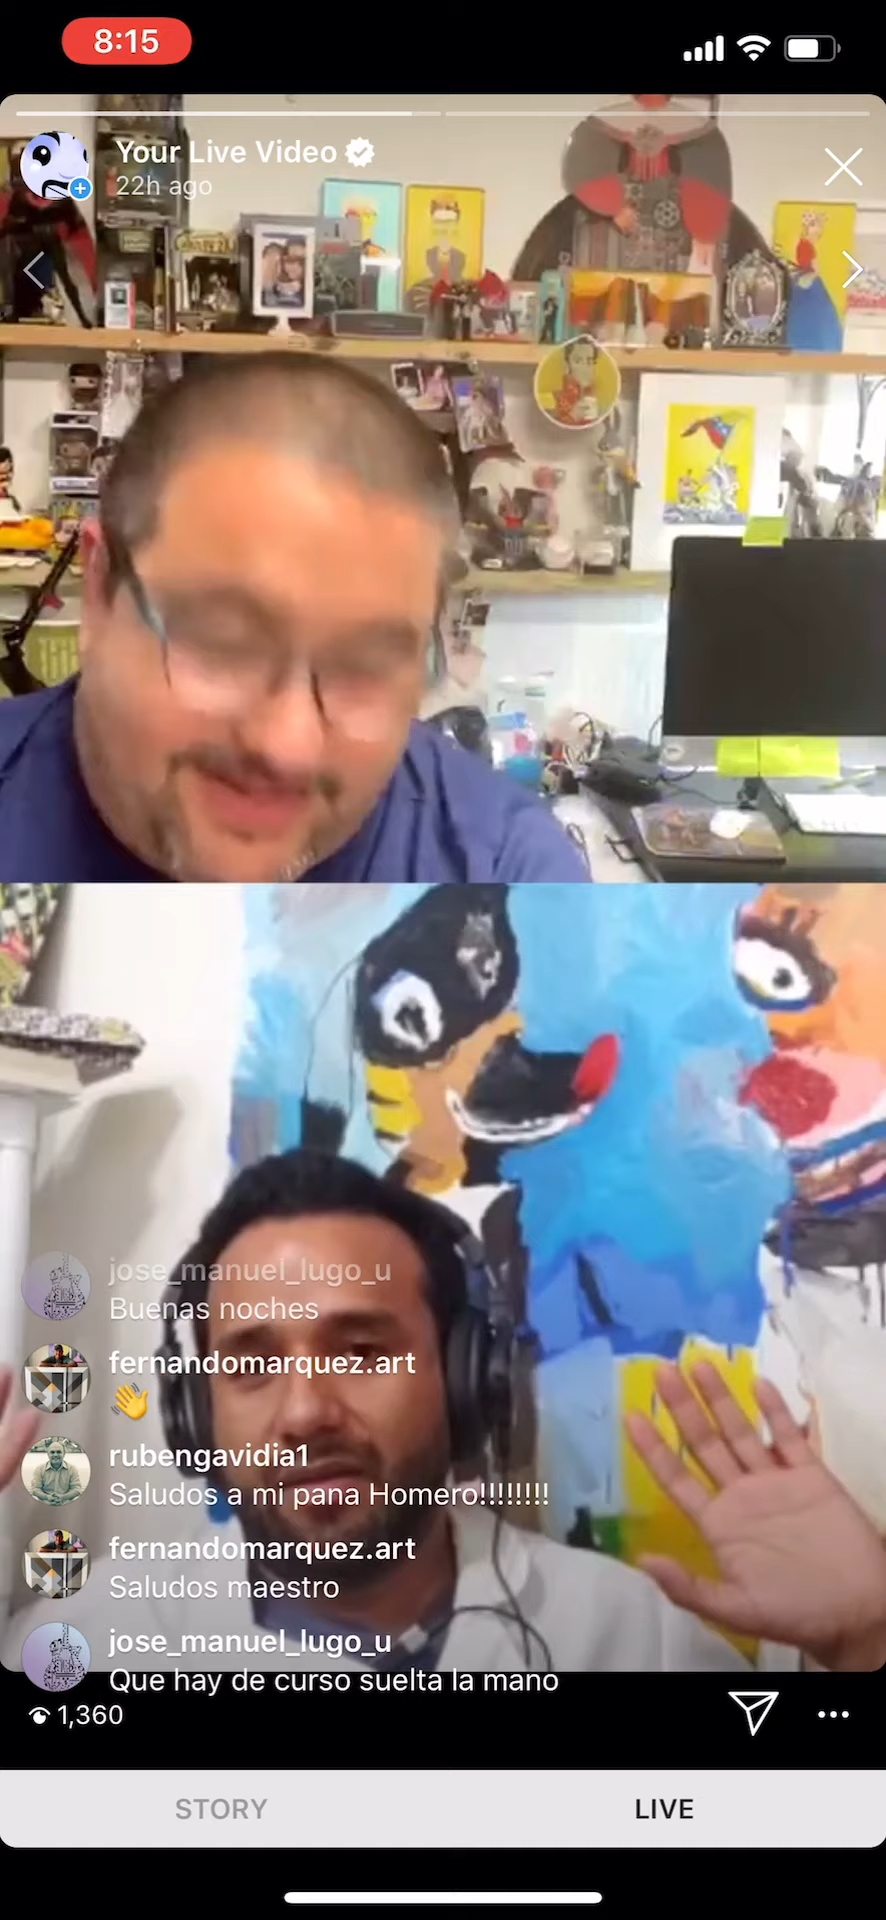 8:15
Your Live Video
22h ago
jose_manuel_lugo_u
Buenas noches
fernandomarquez.art
👋
rubengavidia1
Saludos a mi pana Homero!!!!!!!!
fernandomarquez.art
Saludos maestro
jose_manuel_lugo_u
Que hay de curso suelta la mano
1,360
STORY
LIVE